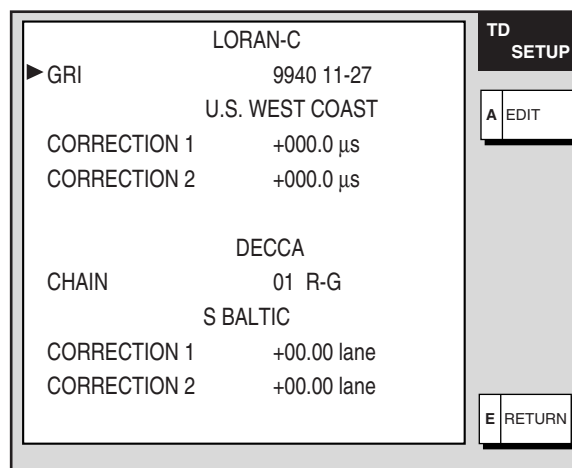 LORAN-C
GRI 9940 11-27
U.S. WEST COAST
CORRECTION 1 +000.0 µs
CORRECTION 2 +000.0 µs
DECCA
CHAIN 01 R-G
S BALTIC
CORRECTION 1 +00.00 lane
CORRECTION 2 +00.00 lane
TD
SETUP
A EDIT
E RETURN